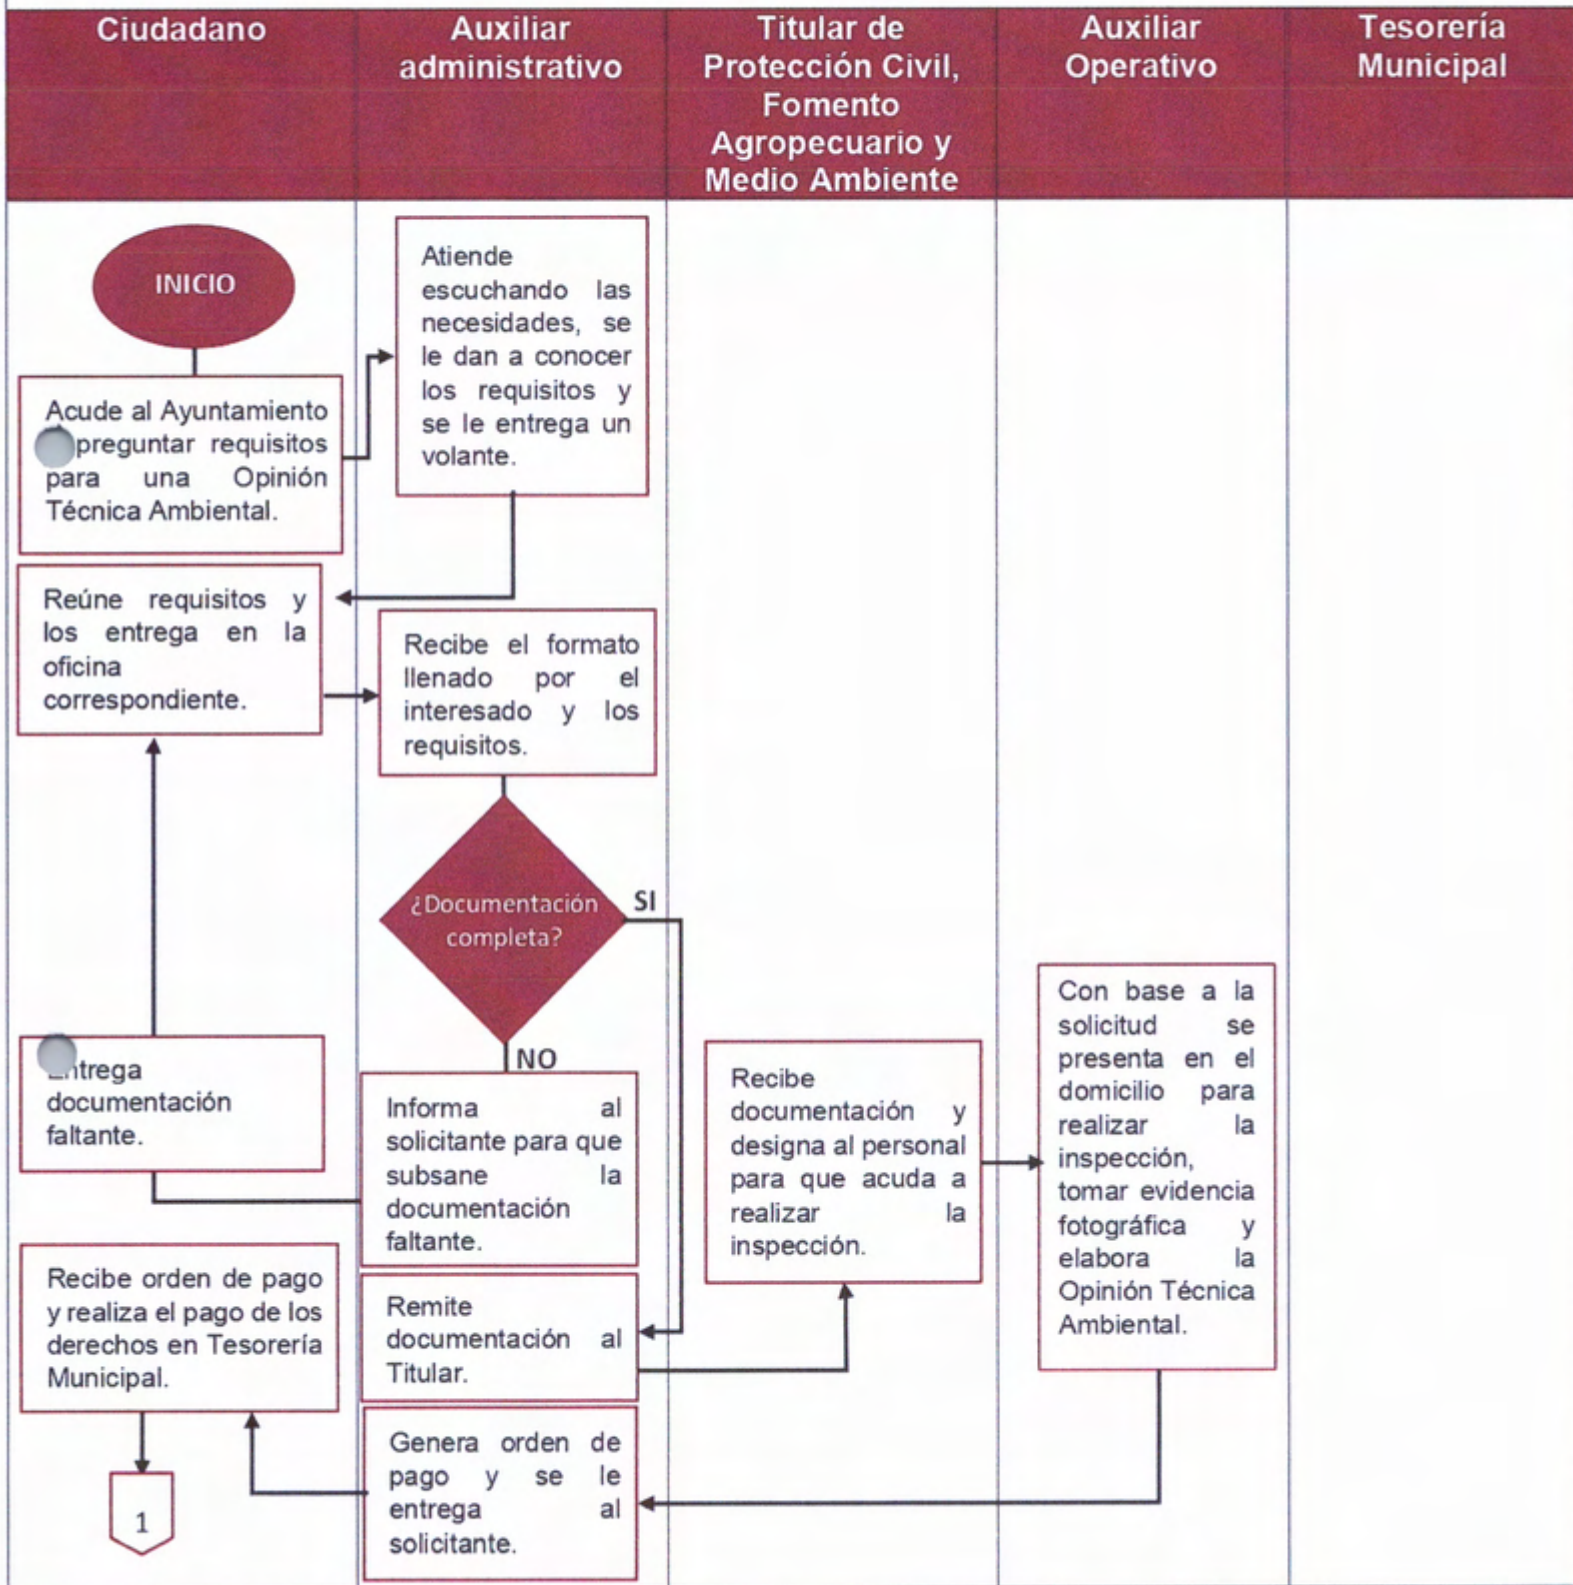 Ciudadano
Auxiliar
administrativo
Titular de
Protección Civil,
Fomento
Agropecuario y
Medio Ambiente
Auxiliar
Operativo
Tesorería
Municipal
INICIO
Acude al Ayuntamiento
preguntar requisitos
para una Opinión
Técnica Ambiental.
Atiende
escuchando las
necesidades, se
le dan a conocer
los requisitos y
se le entrega un
volante.
Reúne requisitos y
los entrega en la
oficina
correspondiente.
Recibe el formato
llenado por el
interesado y los
requisitos.
¿Documentación
completa?
SI
NO
Entrega
documentación
faltante.
Informa al
solicitante para que
subsane la
documentación
faltante.
Remite
documentación al
Titular.
Recibe
documentación y
designa al personal
para que acuda a
realizar la
inspección.
Con base a la
solicitud se
presenta en el
domicilio para
realizar la
inspección,
tomar evidencia
fotográfica y
elabora la
Opinión Técnica
Ambiental.
Genera orden de
pago y se le
entrega al
solicitante.
Recibe orden de pago
y realiza el pago de los
derechos en Tesorería
Municipal.
1